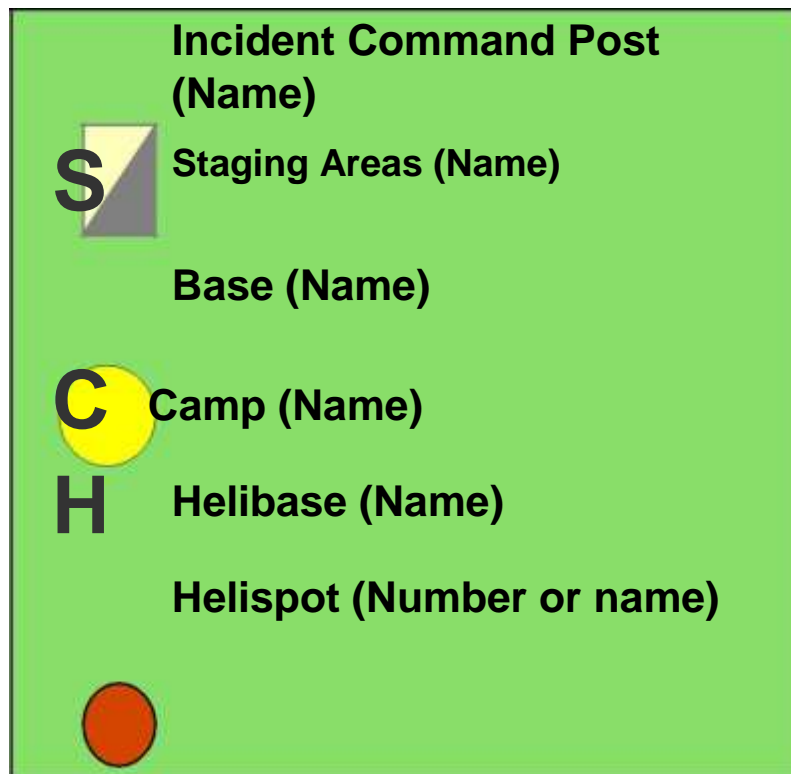 Incident Command Post
(Name)
S Staging Areas (Name)
Base (Name)
C Camp (Name)
H Helibase (Name)
Helispot (Number or name)